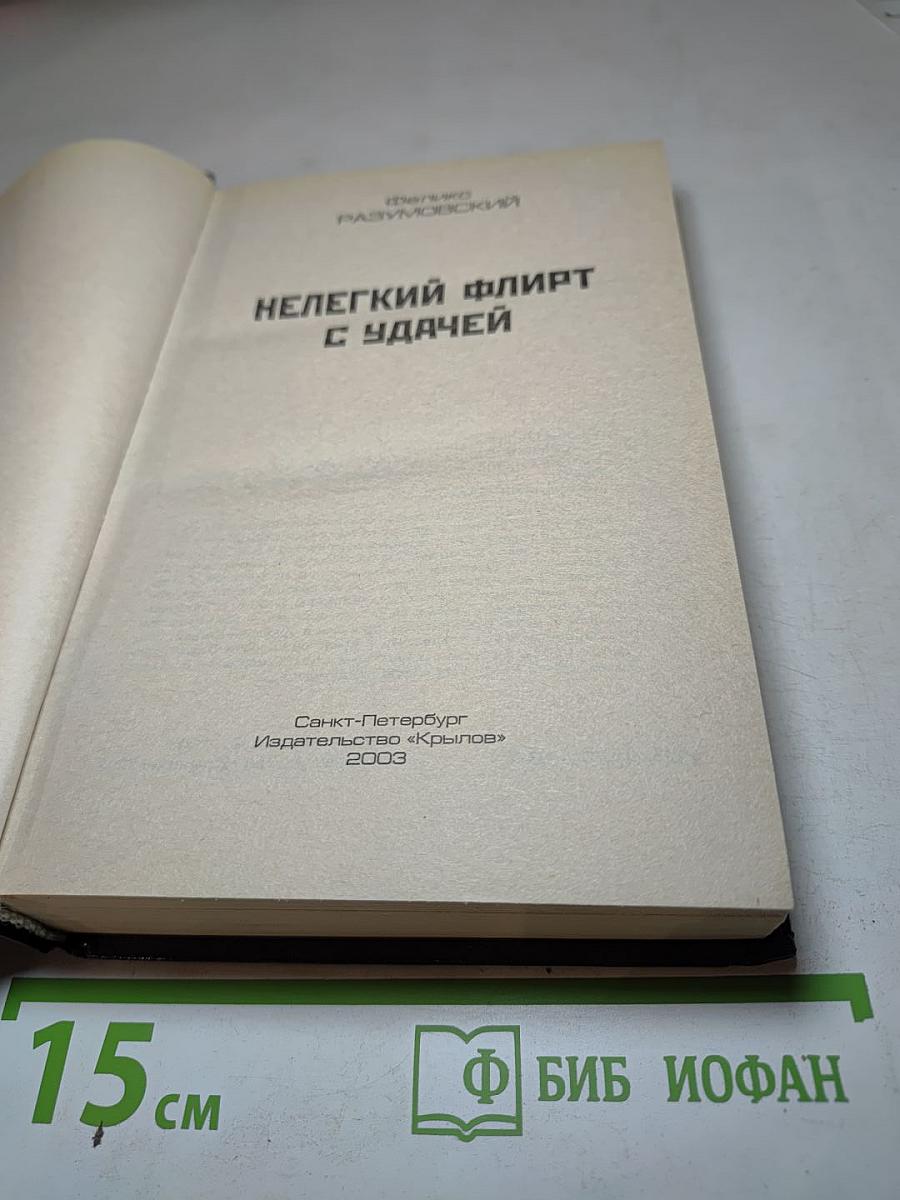 Феликс
РАЗУМОВСКИЙ
НЕЛЕГКИЙ ФЛИРТ
С УДАЧЕЙ
Санкт-Петербург
Издательство «Крылов»
2003
15 см
Ф БИБ ИОФАН